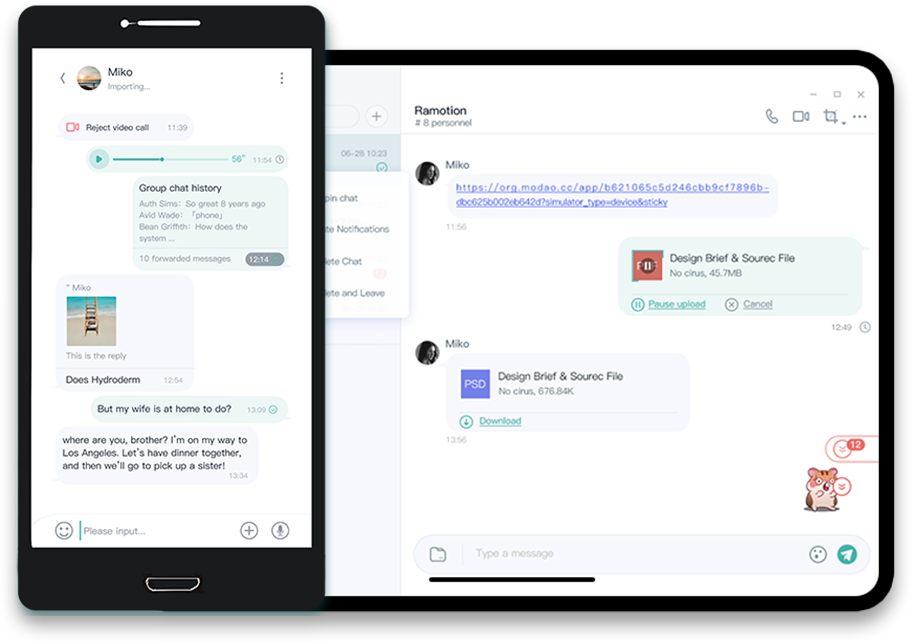 Miko
Importing...
Reject video call 11:39
56" 11:54
Group chat history
Auth Sims：So great 8 years ago
Avid Wade：「phone」
Bean Griffith：How does the
system ...
10 forwarded messages 12:14
" Miko
This is the reply
Does Hydroderm 12:54
But my wife is at home to do? 13:09
where are you, brother? I'm on my way to
Los Angeles. Let's have dinner together,
and then we'll go to pick up a sister!
13:34
Please input...
06-28 10:23
pin chat
te Notifications
lete Chat
lete and Leave
Ramotion
# 8 personnel
Miko
https://org.modao.cc/app/b621065c5d246cbb9cf7896b-
dbc625b002eb642d?simulator_type=device&sticky
11:56
Design Brief & Sourec File
No cirus, 45.7MB
Pause upload Cancel
12:49
Miko
PSD
Design Brief & Sourec File
No cirus, 676.84K
Download
13:56
12
Type a message